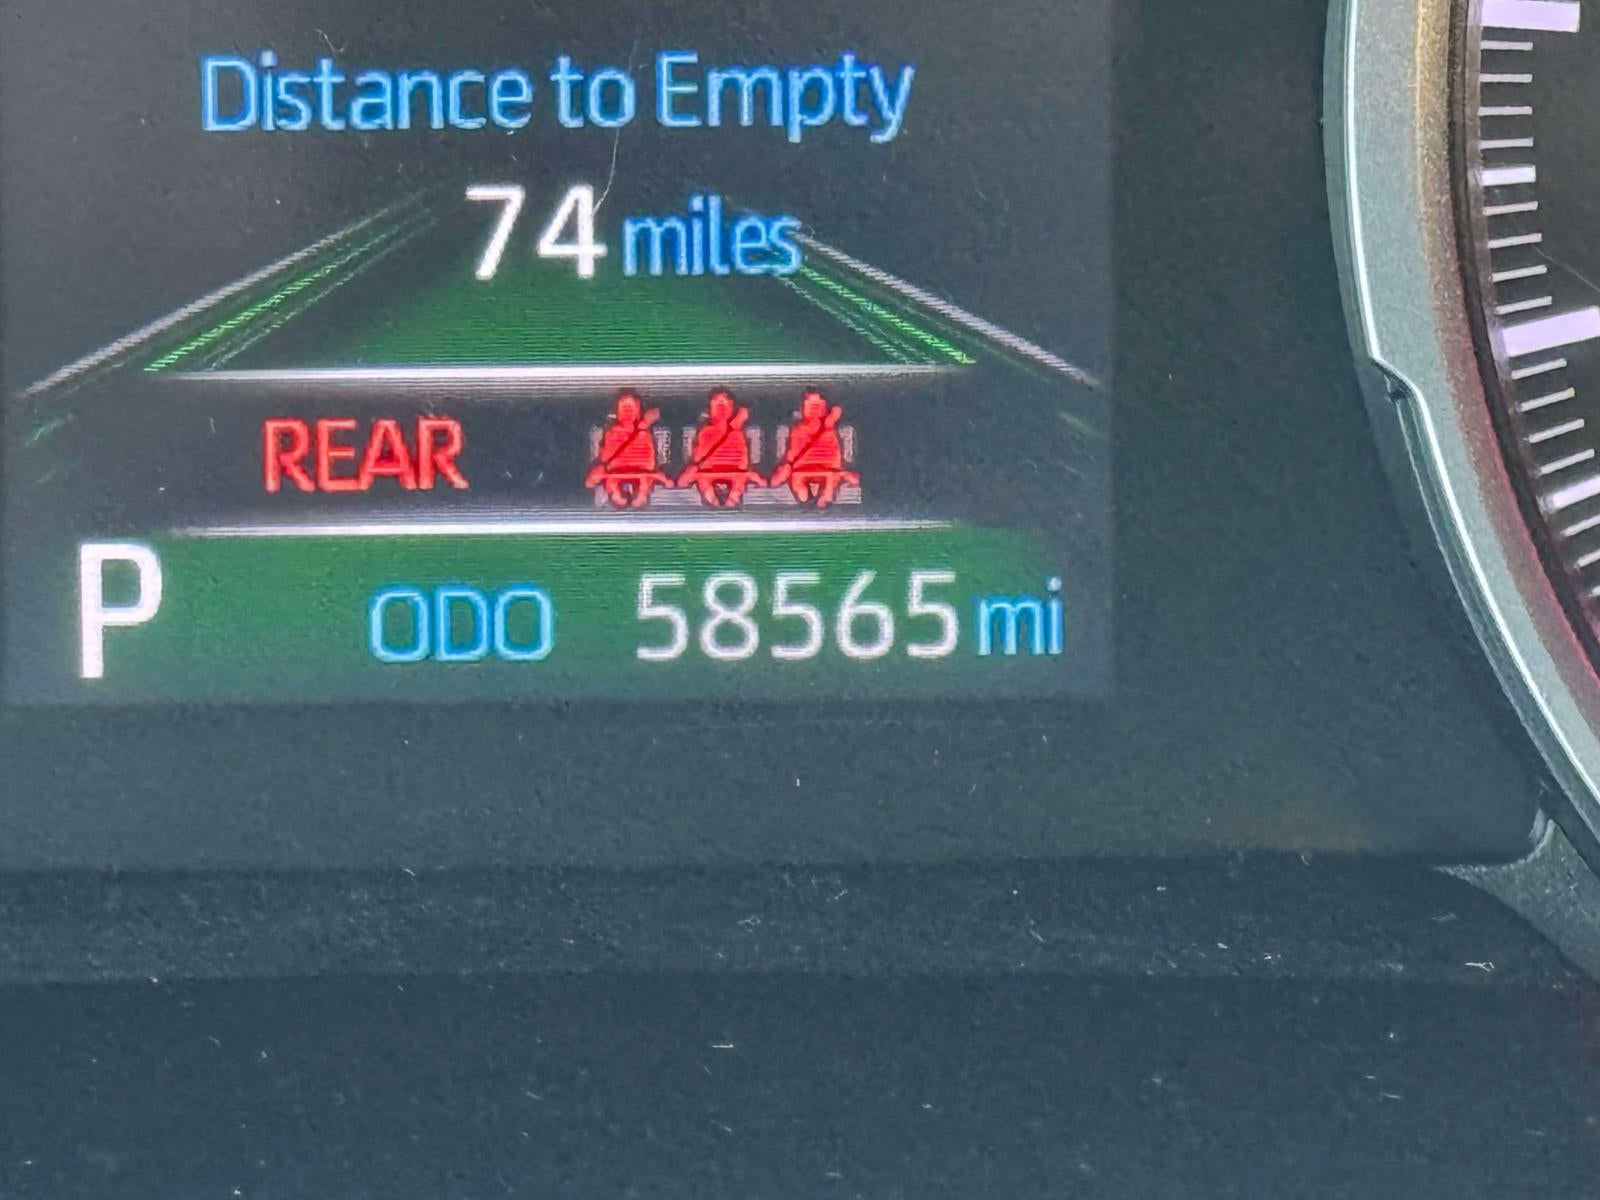 Distance to Empty
74 miles
REAR
P ODO 58565 mi